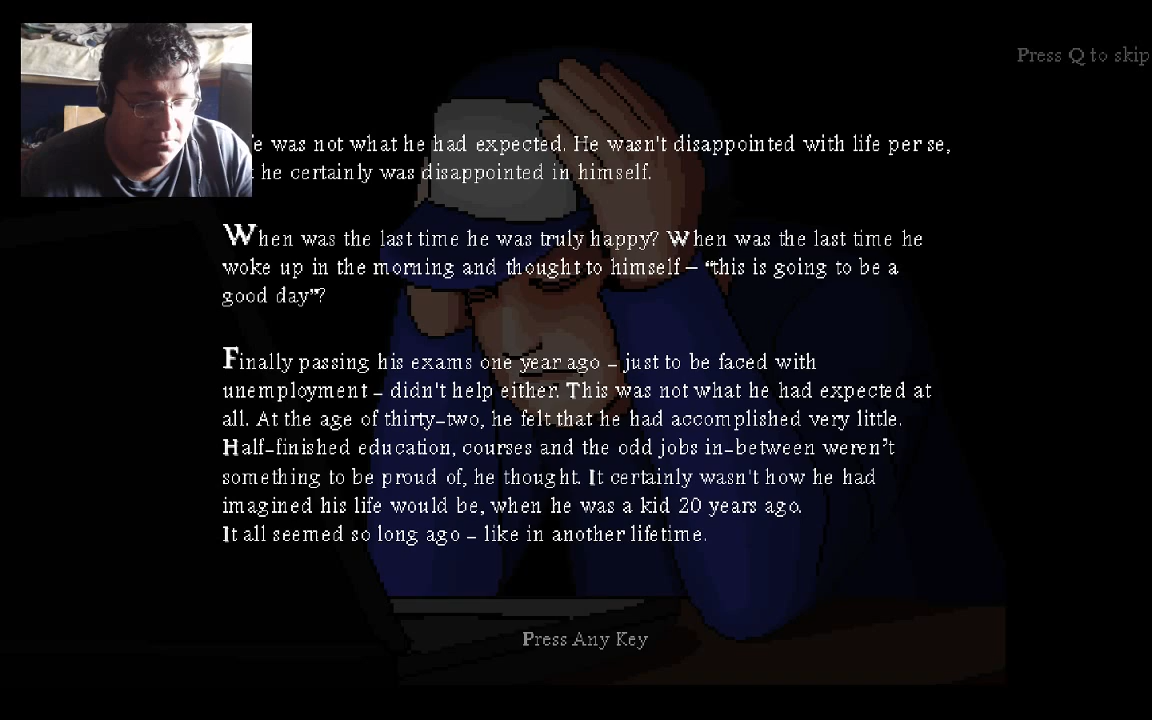 Press Q to skip
was not what he had expected. He wasn't disappointed with life per se,
he certainly was disappointed in himself.
When was the last time he was truly happy? When was the last time he
woke up in the morning and thought to himself – “this is going to be a
good day”?
Finally passing his exams one year ago – just to be faced with
unemployment – didn't help either. This was not what he had expected at
all. At the age of thirty-two, he felt that he had accomplished very little.
Half-finished education, courses and the odd jobs in-between weren't
something to be proud of, he thought. It certainly wasn't how he had
imagined his life would be, when he was a kid 20 years ago.
It all seemed so long ago – like in another lifetime.
Press Any Key